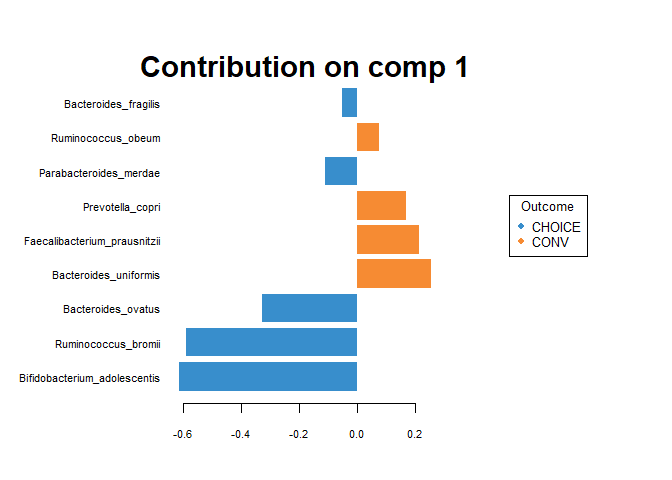 Contribution on comp 1
Bacteroides_fragilis
Ruminococcus_obeum
Parabacteroides_merdae
Prevotella_copri
Faecalibacterium_prausnitzii
Bacteroides_uniformis
Bacteroides_ovatus
Ruminococcus_bromii
Bifidobacterium_adolescentis
-0.6 -0.4 -0.2 0.0 0.2
Outcome
CHOICE
CONV